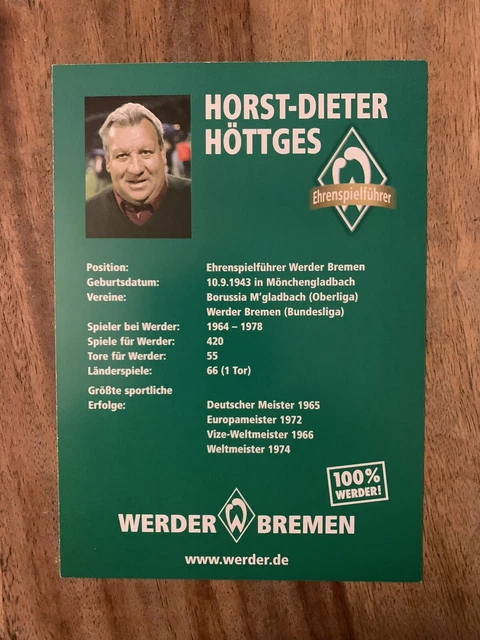 HORST-DIETER
HÖTTGES
Ehrenspielführer
Position: Ehrenspielführer Werder Bremen
Geburtsdatum: 10.9.1943 in Mönchengladbach
Vereine: Borussia M'gladbach (Oberliga)
Werder Bremen (Bundesliga)
Spieler bei Werder: 1964 – 1978
Spiele für Werder: 420
Tore für Werder: 55
Länderspiele: 66 (1 Tor)
Größte sportliche
Erfolge: Deutscher Meister 1965
Europameister 1972
Vize-Weltmeister 1966
Weltmeister 1974
100%
WERDER!
WERDER W BREMEN
www.werder.de